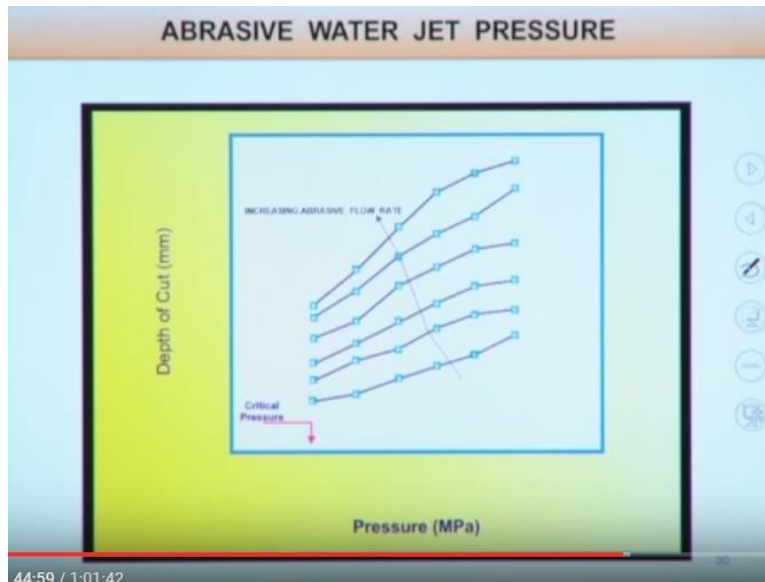 ABRASIVE WATER JET PRESSURE
INCREASING ABRASIVE FLOW RATE
Depth of Cut (mm)
Critical
Pressure
Pressure (MPa)
30
44:59 / 1:01:42